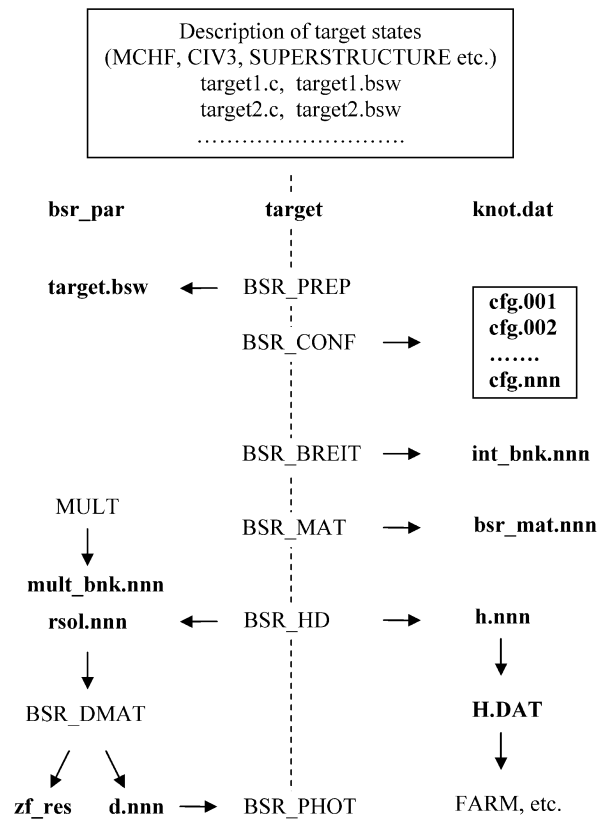 Description of target states
(MCHF, CIV3, SUPERSTRUCTURE etc.)
target1.c, target1.bsw
target2.c, target2.bsw
……………………….
bsr_par target knot.dat
target.bsw BSR_PREP
cfg.001
cfg.002
…….
cfg.nnn
BSR_CONF
BSR_BREIT int_bnk.nnn
MULT
BSR_MAT bsr_mat.nnn
mult_bnk.nnn
rsol.nnn BSR_HD h.nnn
BSR_DMAT H.DAT
zf_res d.nnn BSR_PHOT FARM, etc.